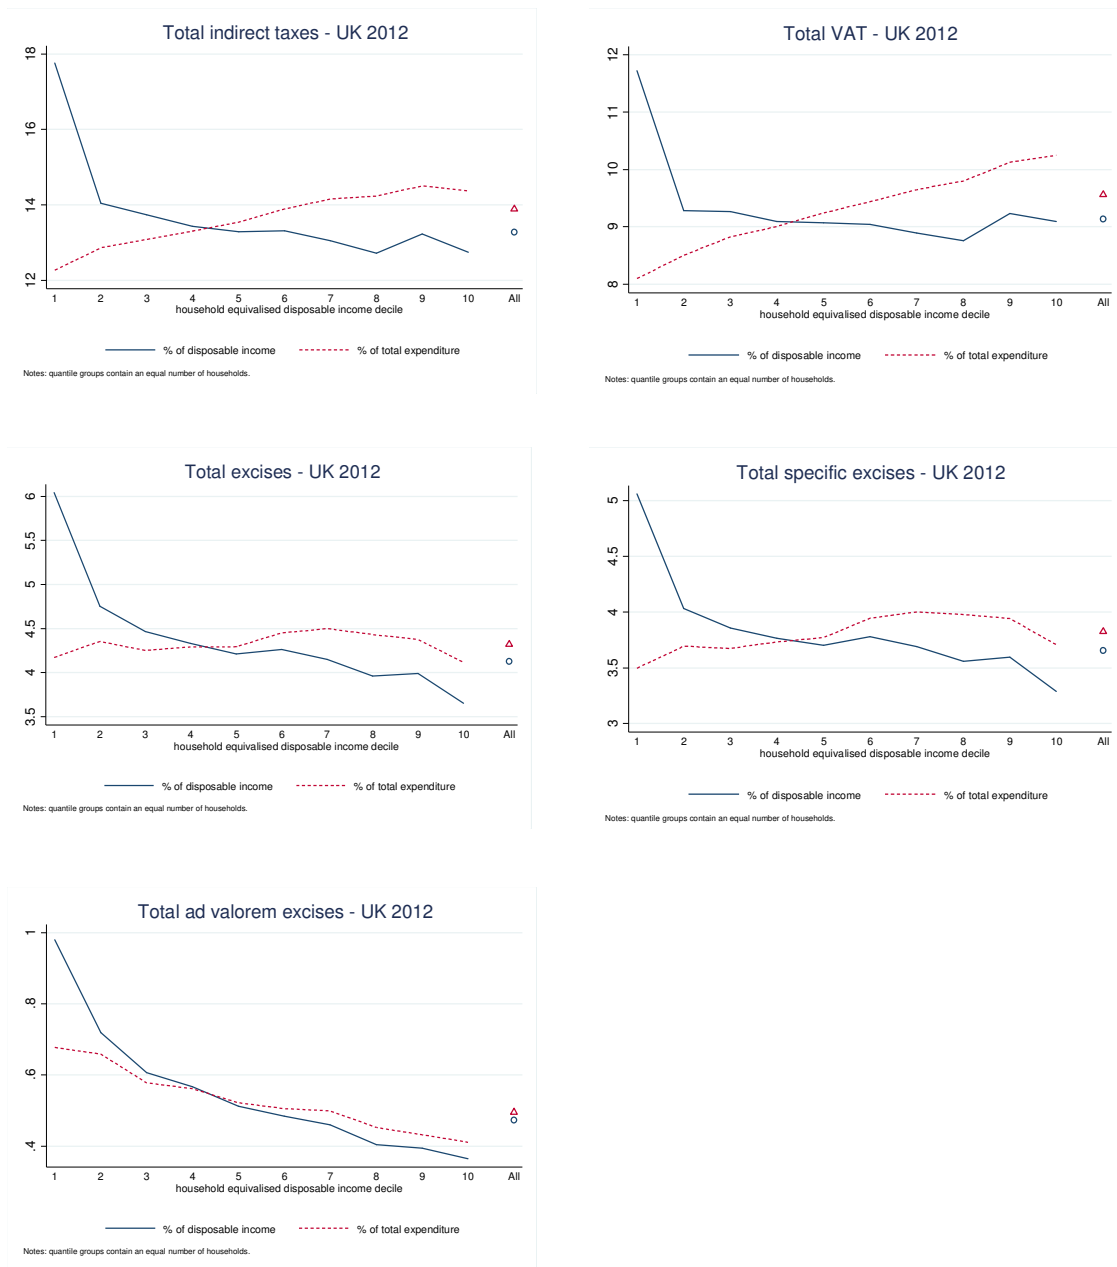 Total indirect taxes - UK 2012
18
16
14
12
1 2 3 4 5 6 7 8 9 10 All
household equivalised disposable income decile
% of disposable income % of total expenditure
Notes: quantile groups contain an equal number of households.
Total VAT - UK 2012
12
11
10
9
8
1 2 3 4 5 6 7 8 9 10 All
household equivalised disposable income decile
% of disposable income % of total expenditure
Notes: quantile groups contain an equal number of households.
Total excises - UK 2012
6
5.5
5
4.5
4
3.5
1 2 3 4 5 6 7 8 9 10 All
household equivalised disposable income decile
% of disposable income % of total expenditure
Notes: quantile groups contain an equal number of households.
Total specific excises - UK 2012
5
4.5
4
3.5
3
1 2 3 4 5 6 7 8 9 10 All
household equivalised disposable income decile
% of disposable income % of total expenditure
Notes: quantile groups contain an equal number of households.
Total ad valorem excises - UK 2012
1
.8
.6
.4
1 2 3 4 5 6 7 8 9 10 All
household equivalised disposable income decile
% of disposable income % of total expenditure
Notes: quantile groups contain an equal number of households.